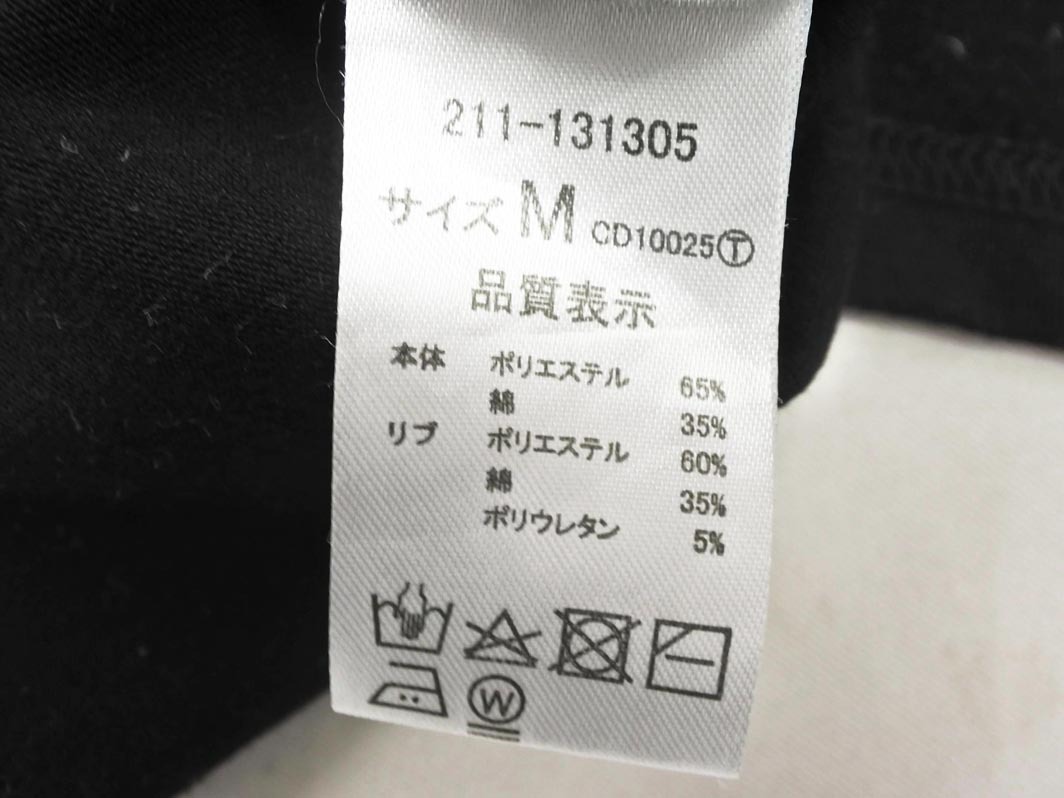 211-131305
サイズ M CD10025Ⓣ
品質表示
本体 ポリエステル 65%
綿 35%
リブ ポリエステル 60%
綿 35%
ポリウレタン 5%
W